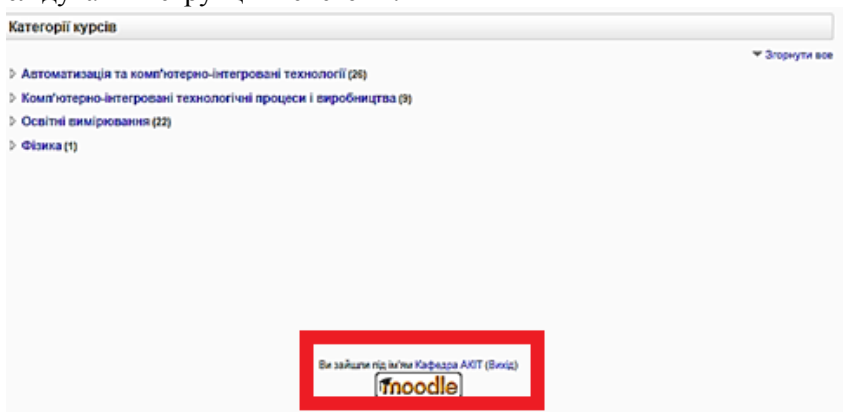 Категорії курсів
Згорнути все
Автоматизація та комп'ютерно-інтегровані технології (26)
Комп'ютерно-інтегровані технологічні процеси і виробництва (9)
Освітні вимірювання (22)
Фізика (1)
Ви зайшли під ім'ям Кафедра АКІТ (Вихід)
moodle